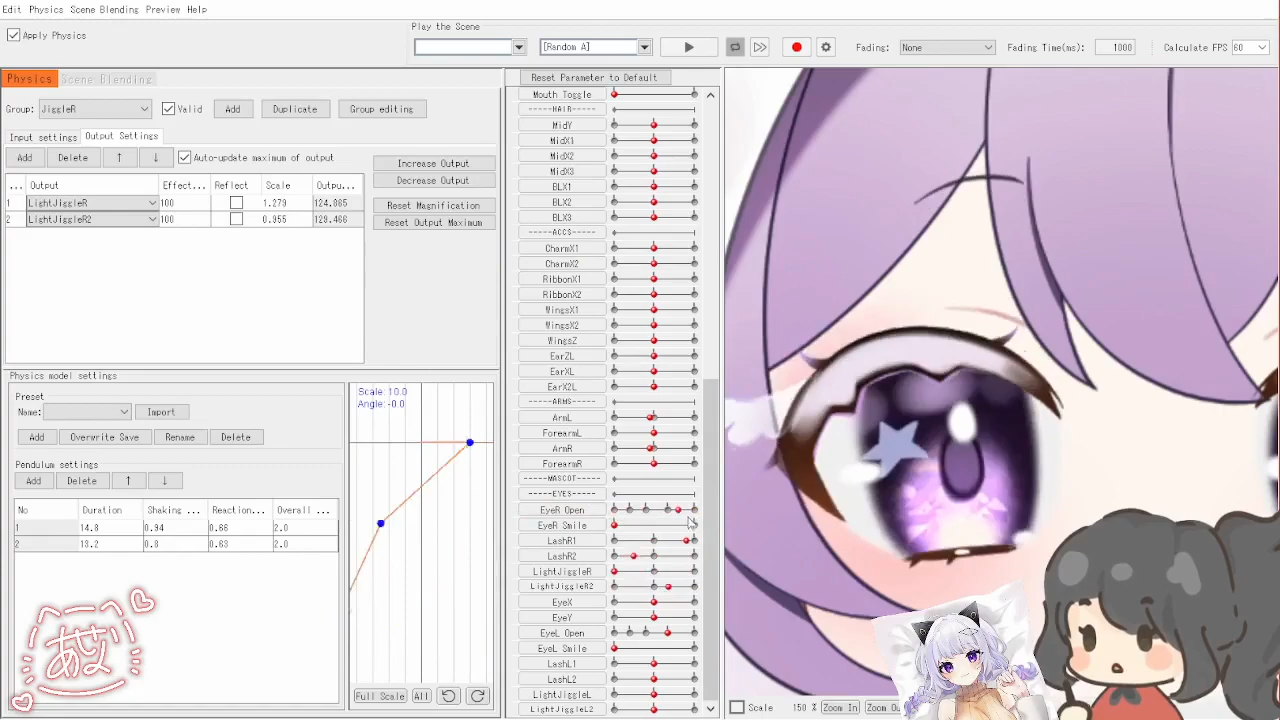 Edit Physics Scene Blending Preview Help
Apply Physics
Play the Scene
[Random A]
Fading: None Fading Time(ms): 1000 Calculate FPS 60
Physics Scene Blending
Group: JiggleR Valid Add Duplicate Group editing
Input settings Output Settings
Add Delete ↑ ↓ Auto-update maximum of output
... Output Effect... Reflect Scale Outpu...
1 LightJiggleR 100 1.279 124.865
2 LightJiggleR2 100 0.955 129.466
Increase Output
Decrease Output
Reset Magnification
Reset Output Maximum
Physics model settings
Preset
Name: Import
Add Overwrite Save Rename Delete
Pendulum settings
Add Delete ↑ ↓
No Duration Shaking ... Reaction... Overall ...
1 14.8 0.94 0.66 2.0
2 13.2 0.8 0.63 2.0
Scale: 10.0
Angle: -0.0
Full Scale All
Reset Parameter to Default
Mouth Toggle
-----HAIR-----
MidY
MidX1
MidX2
MidX3
BLX1
BLX2
BLX3
-----ACCS-----
CharmX1
CharmX2
RibbonX1
RibbonX2
WingsX1
WingsX2
WingsZ
EarZL
EarXL
EarX2L
-----ARMS-----
ArmL
ForearmL
ArmR
ForearmR
-----MASCOT-----
-----EYES-----
EyeR Open
EyeR Smile
LashR1
LashR2
LightJiggleR
LightJiggleR2
EyeX
EyeY
EyeL Open
EyeL Smile
LashL1
LashL2
LightJiggleL
LightJiggleL2
Scale 150 % Zoom In Zoom Ou